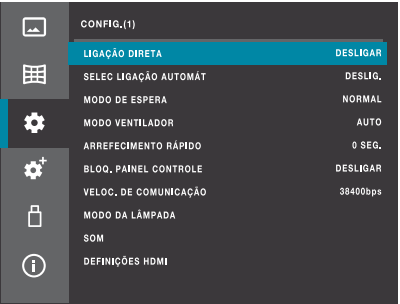 CONFIG.(1)
LIGAÇÃO DIRETA DESLIGAR
SELEC LIGAÇÃO AUTOMÁT DESLIG.
MODO DE ESPERA NORMAL
MODO VENTILADOR AUTO
ARREFECIMENTO RÁPIDO 0 SEG.
BLOQ. PAINEL CONTROLE DESLIGAR
VELOC. DE COMUNICAÇÃO 38400bps
MODO DA LÂMPADA
SOM
DEFINIÇÕES HDMI